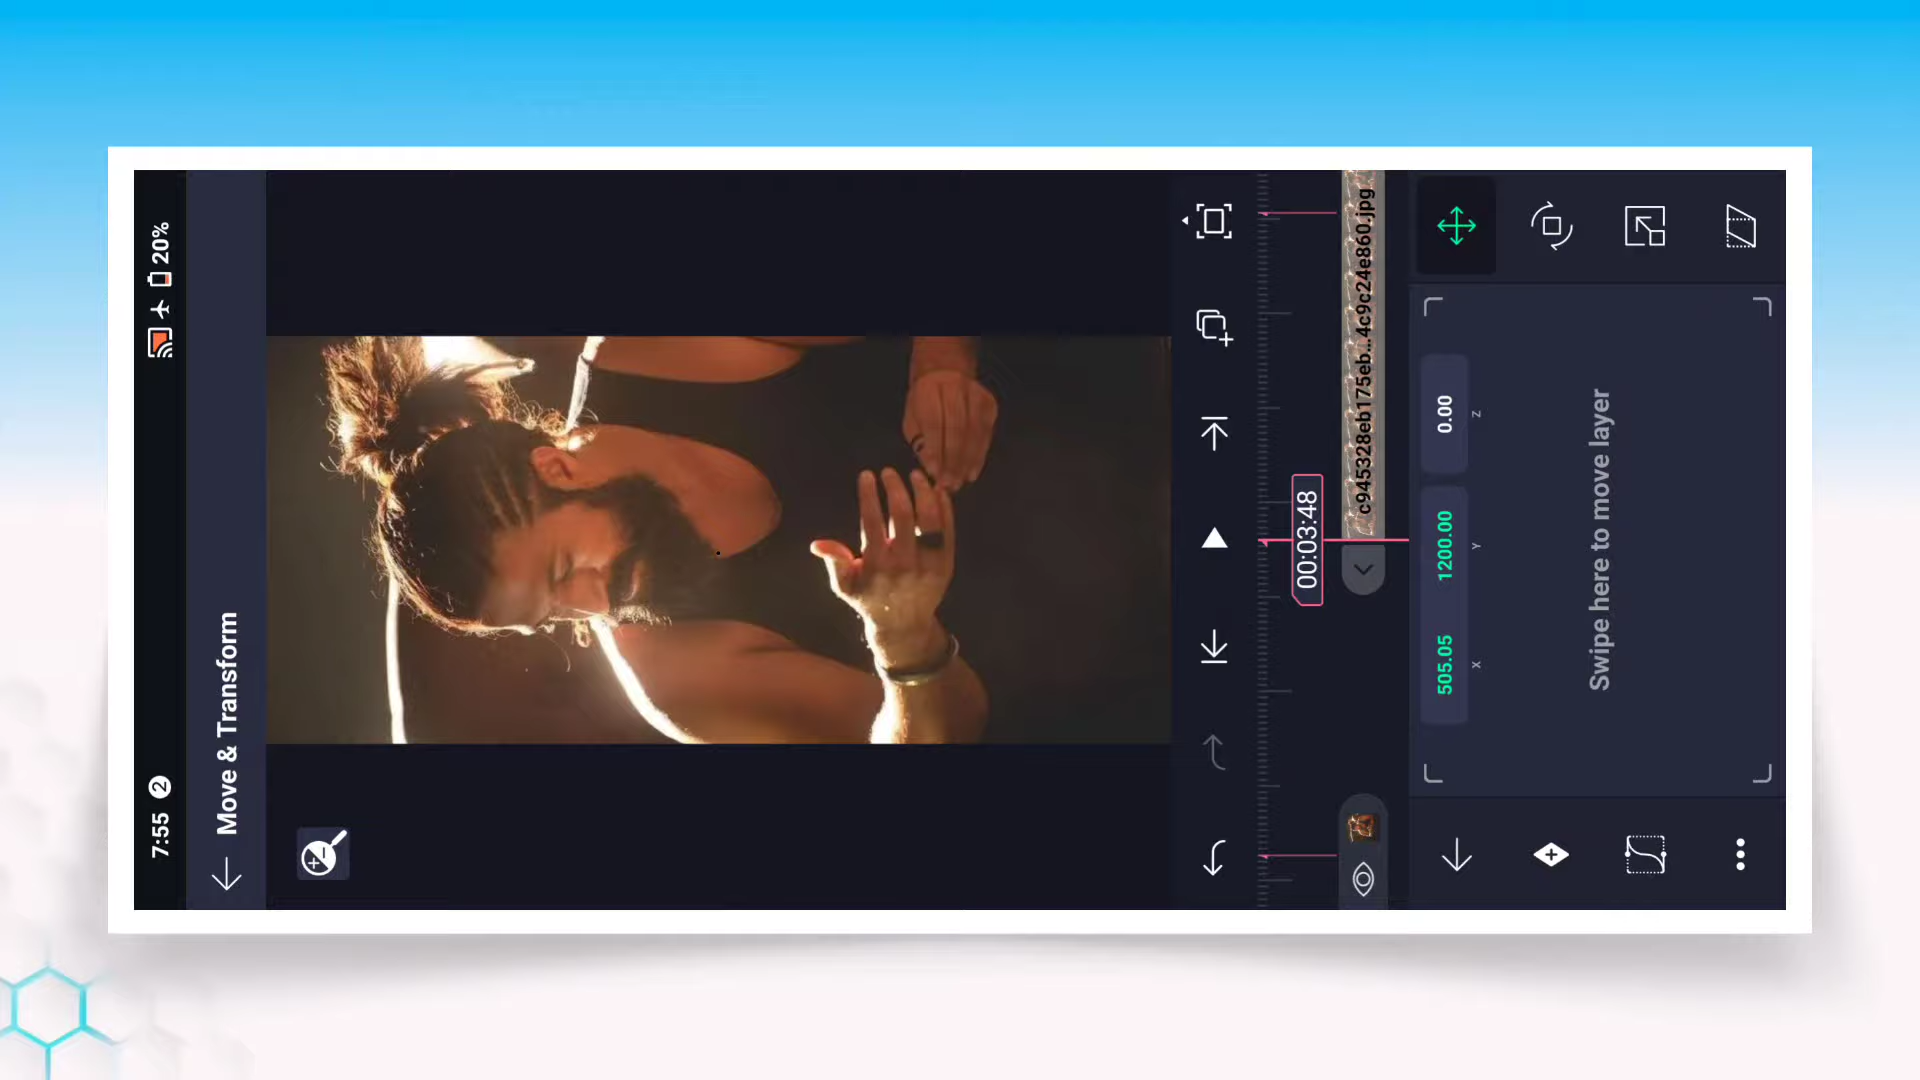 7:55 2 20%
Move & Transform
00:03:48
c945328eb175eb...4c9c24e860.jpg
505.05 1200.00 0.00
X Y Z
Swipe here to move layer